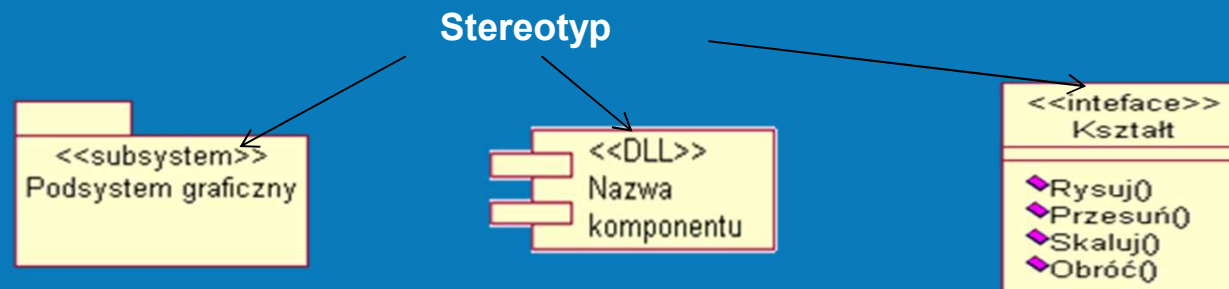 Stereotyp
<<subsystem>>
Podsystem graficzny
<<DLL>>
Nazwa
komponentu
<<inteface>>
Kształt
Rysuj()
Przesuń()
Skaluj()
Obróć()